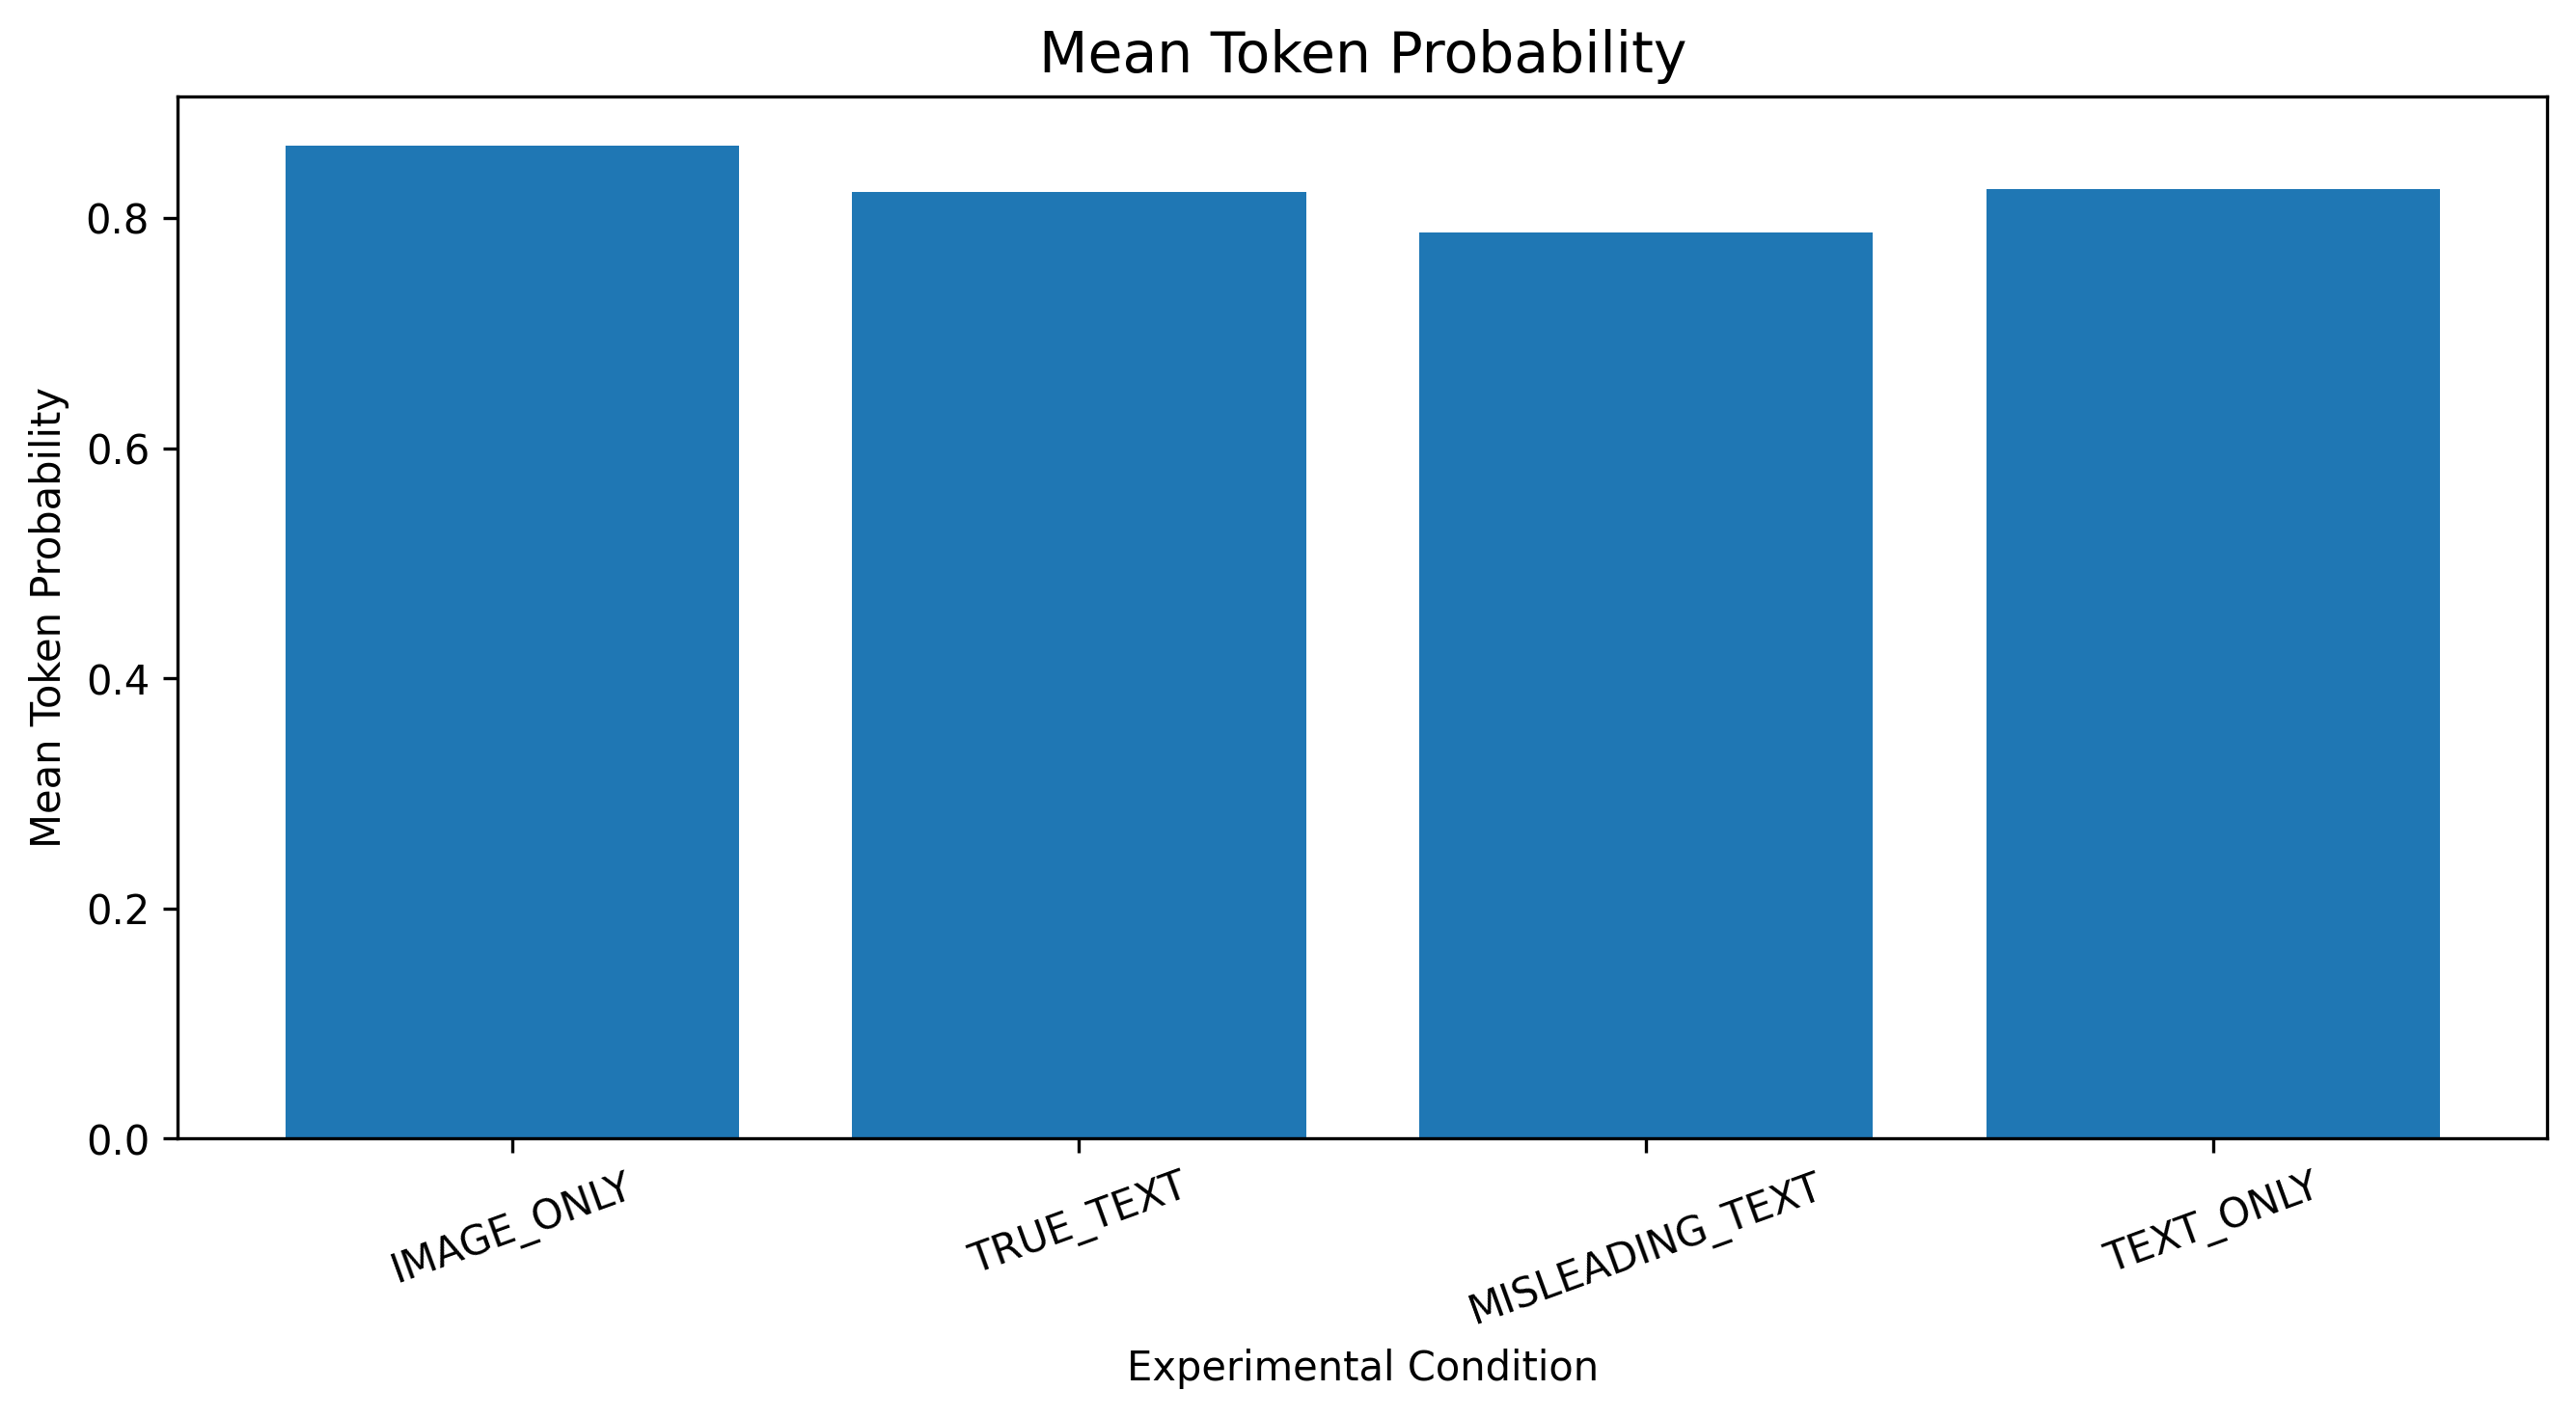 Mean Token Probability
Mean Token Probability
0.8
0.6
0.4
0.2
0.0
IMAGE_ONLY
TRUE_TEXT
MISLEADING_TEXT
TEXT_ONLY
Experimental Condition